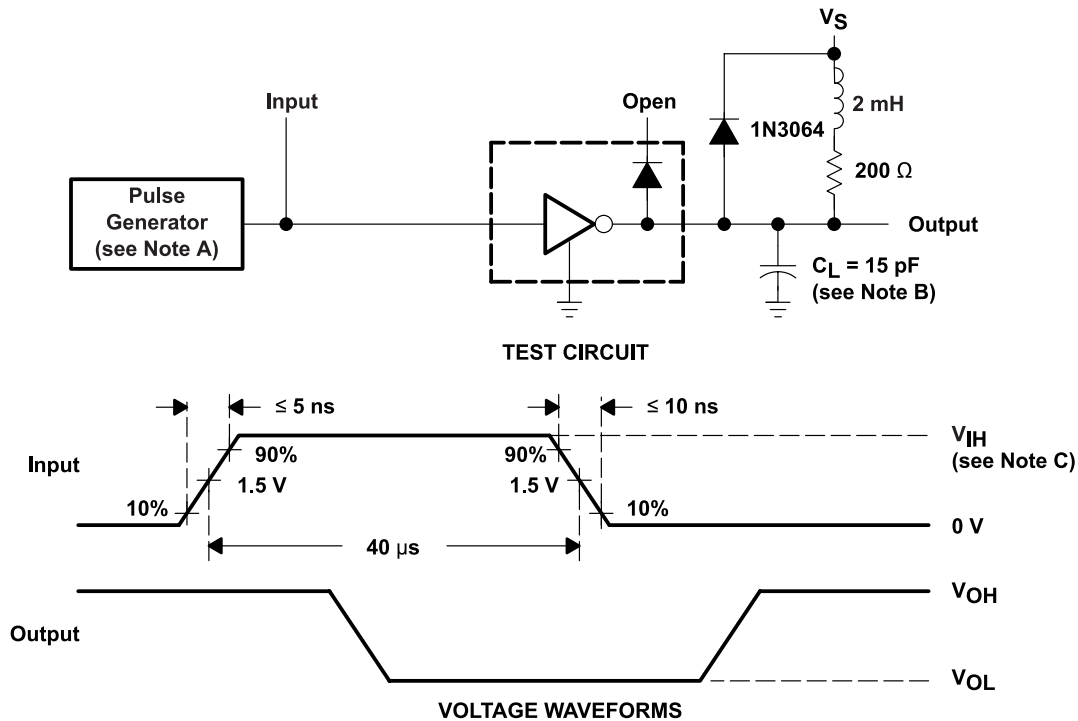 VS
Input
Open
2 mH
1N3064
200 Ω
Pulse
Generator
(see Note A)
Output
CL = 15 pF
(see Note B)
TEST CIRCUIT
≤ 5 ns
≤ 10 ns
Input
90%
90%
VIH
(see Note C)
1.5 V
1.5 V
10%
10%
0 V
40 µs
VOH
Output
VOL
VOLTAGE WAVEFORMS